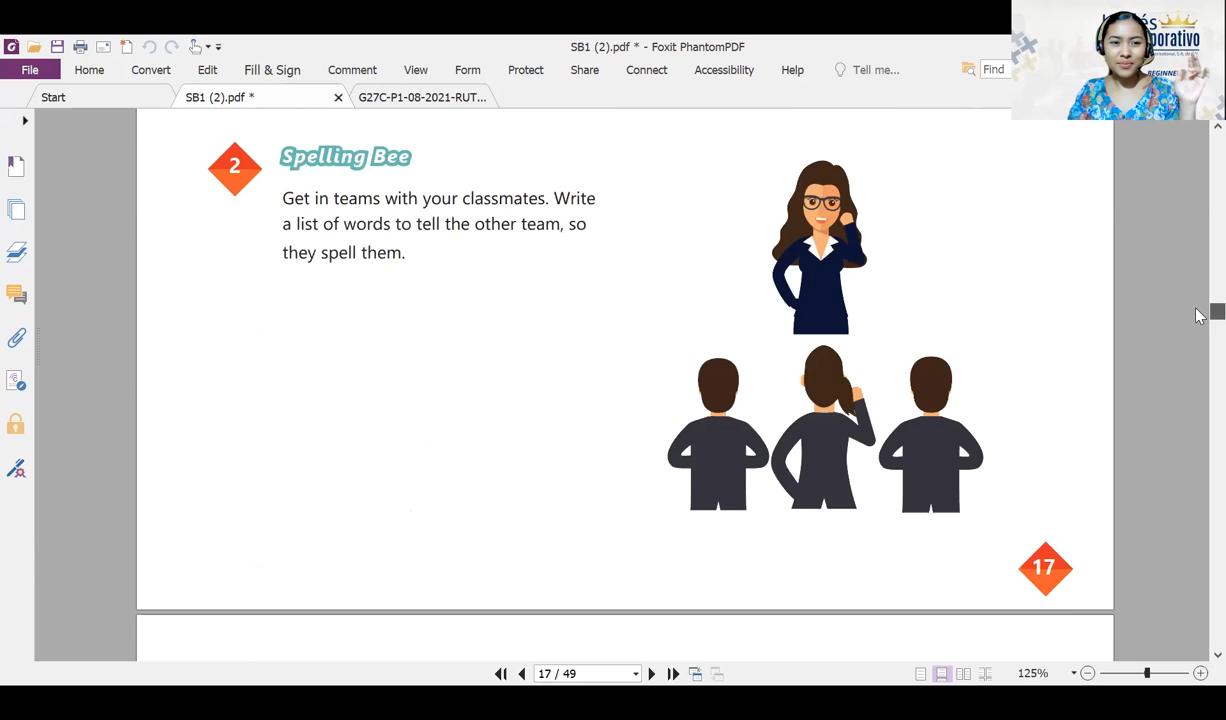 SB1 (2).pdf * - Foxit PhantomPDF
File Home Convert Edit Fill & Sign Comment View Form Protect Share Connect Accessibility Help Tell me... Find
Start SB1 (2).pdf * G27C-P1-08-2021-RUT...
2
Spelling Bee
Get in teams with your classmates. Write
a list of words to tell the other team, so
they spell them.
17
17 / 49
125%